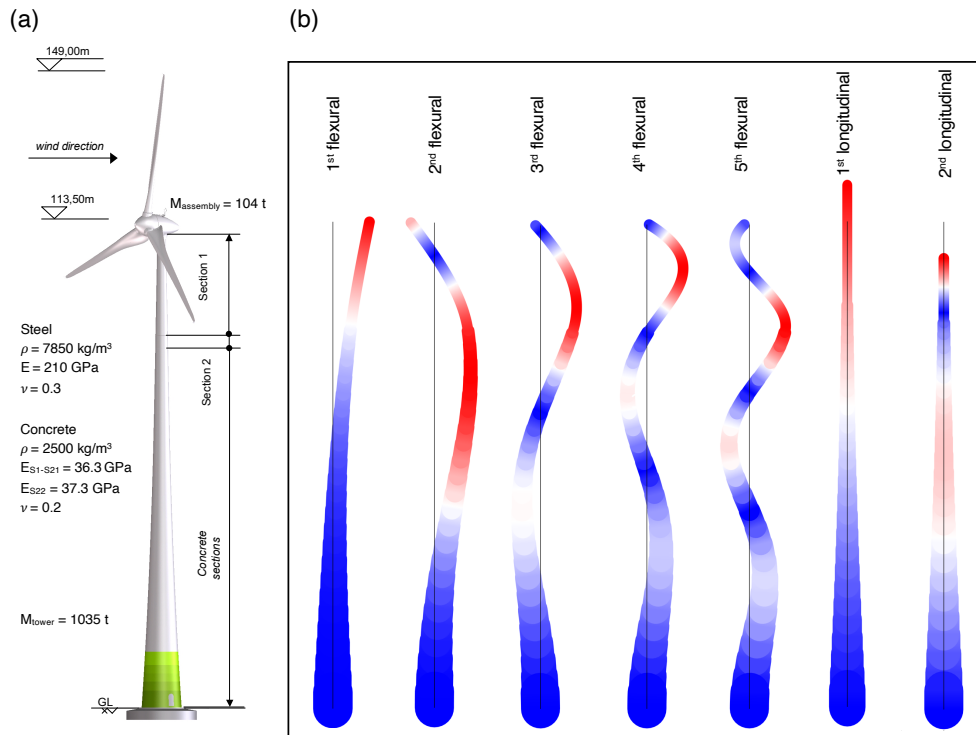 (a)
149,00m
wind direction
113,50m
M_assembly = 104 t
Section 1
Steel
ρ = 7850 kg/m³
E = 210 GPa
ν = 0.3
Section 2
Concrete
ρ = 2500 kg/m³
E_S1-S21 = 36.3 GPa
E_S22 = 37.3 GPa
ν = 0.2
Concrete
sections
M_tower = 1035 t
GL
(b)
1st flexural
2nd flexural
3rd flexural
4th flexural
5th flexural
1st longitudinal
2nd longitudinal